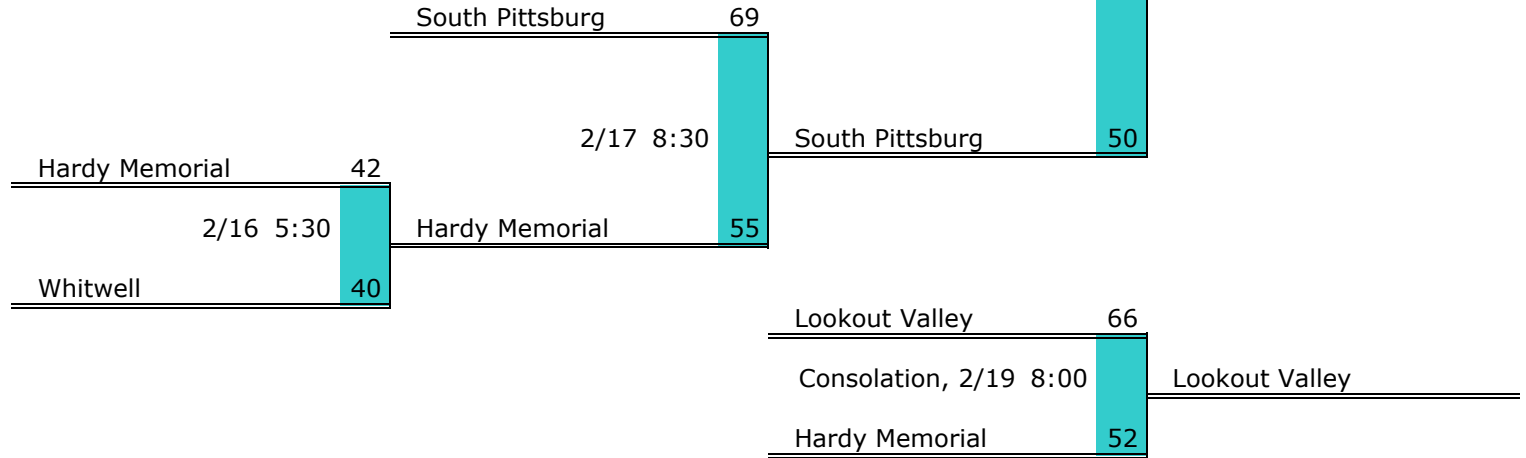 South Pittsburg 69
2/17 8:30 South Pittsburg 50
Hardy Memorial 42
2/16 5:30 Hardy Memorial 55
Whitwell 40
Lookout Valley 66
Consolation, 2/19 8:00 Lookout Valley
Hardy Memorial 52